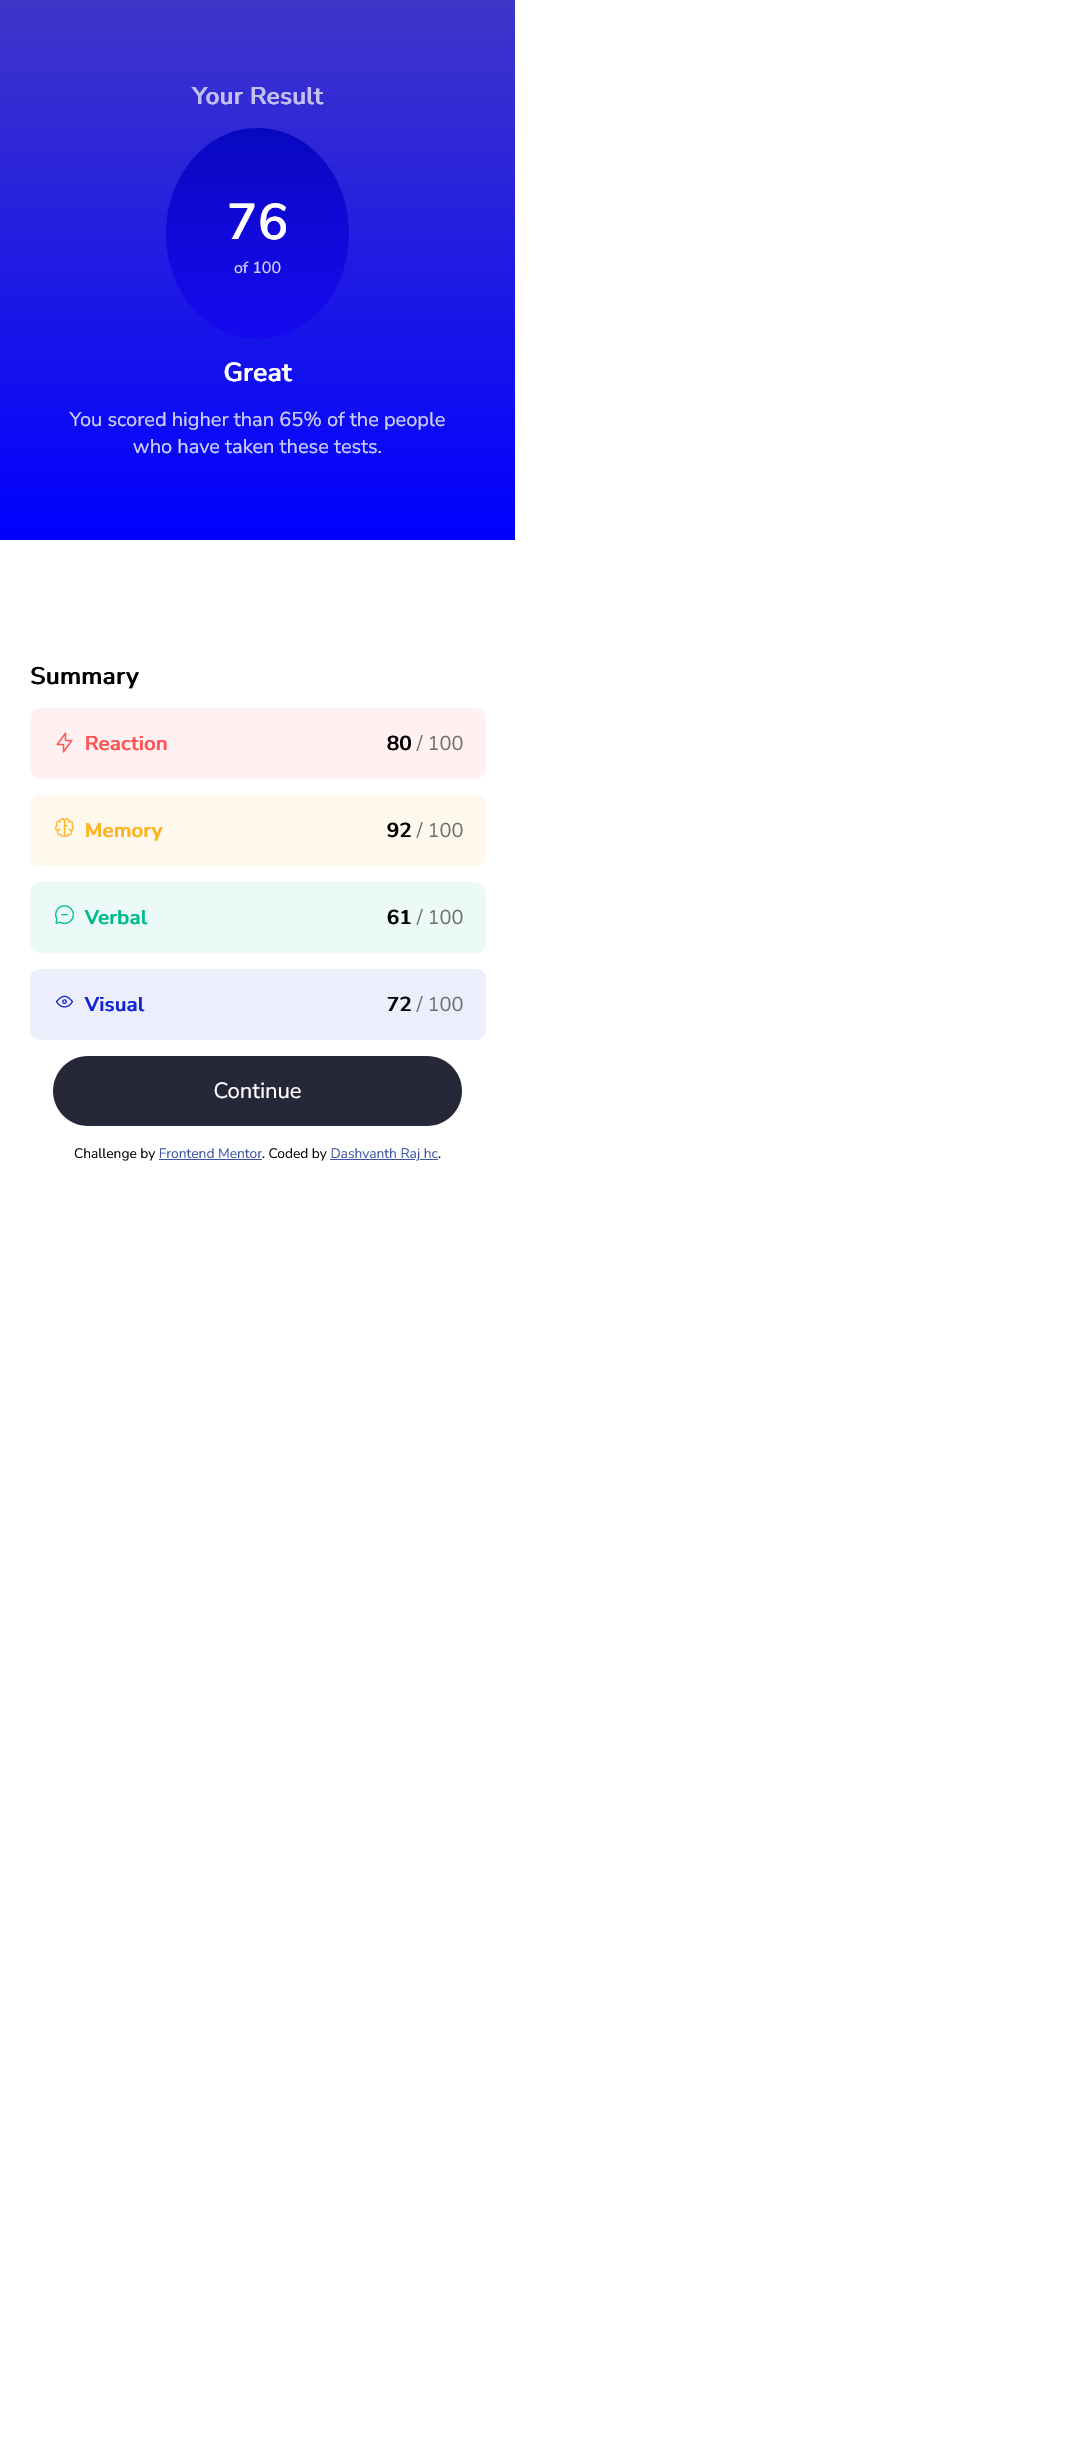 Your Result
76
of 100
Great
You scored higher than 65% of the people
who have taken these tests.
Summary
Reaction 80 / 100
Memory 92 / 100
Verbal 61 / 100
Visual 72 / 100
Continue
Challenge by Frontend Mentor. Coded by Dashvanth Raj hc.